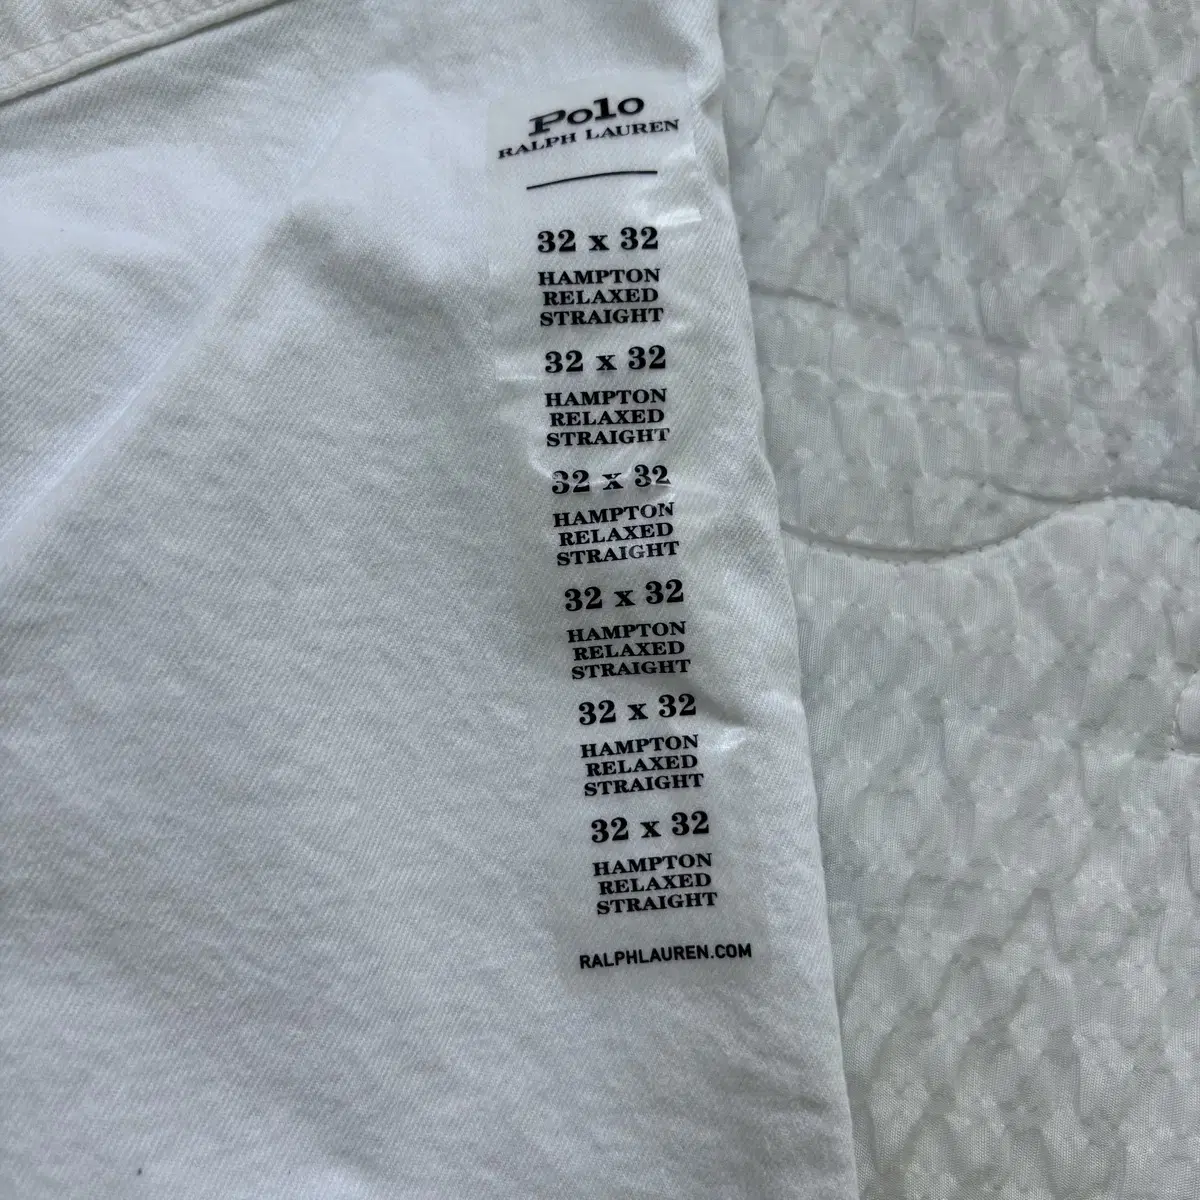 Polo
RALPH LAUREN
32 x 32
HAMPTON
RELAXED
STRAIGHT
32 x 32
HAMPTON
RELAXED
STRAIGHT
32 x 32
HAMPTON
RELAXED
STRAIGHT
32 x 32
HAMPTON
RELAXED
STRAIGHT
32 x 32
HAMPTON
RELAXED
STRAIGHT
32 x 32
HAMPTON
RELAXED
STRAIGHT
RALPHLAUREN.COM